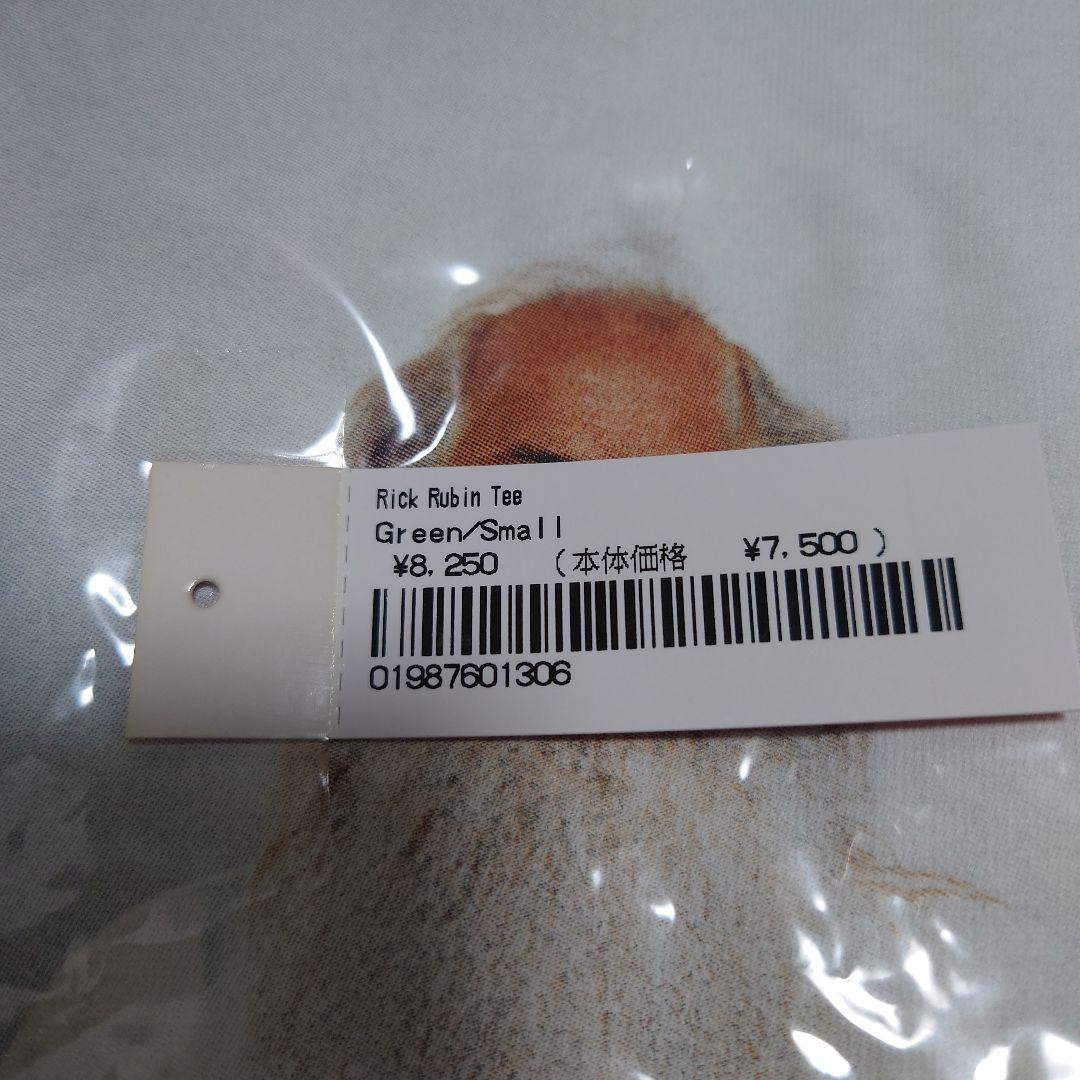 Rick Rubin Tee
Green/Small
¥8,250 (本体価格 ¥7,500 )
01987601306